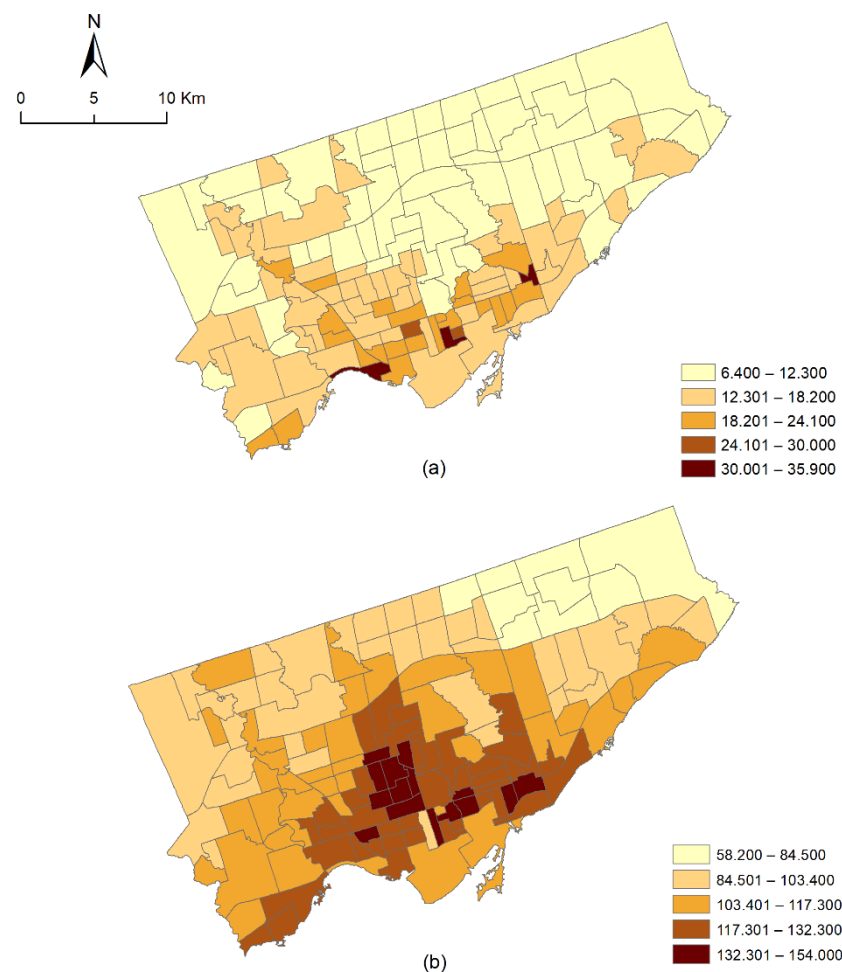 N
0 5 10 Km
6.400 – 12.300
12.301 – 18.200
18.201 – 24.100
24.101 – 30.000
30.001 – 35.900
(a)
58.200 – 84.500
84.501 – 103.400
103.401 – 117.300
117.301 – 132.300
132.301 – 154.000
(b)